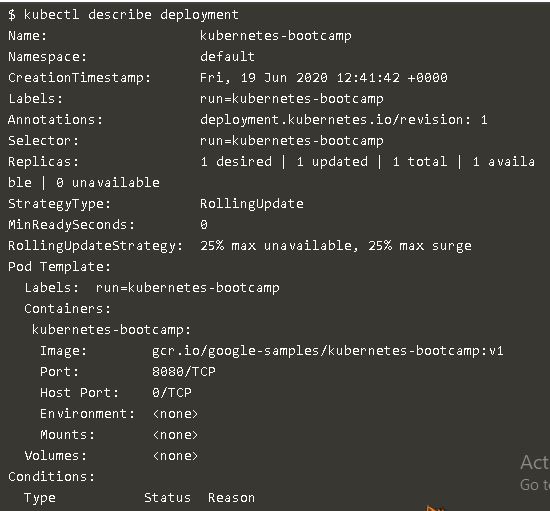 $ kubectl describe deployment
Name:                   kubernetes-bootcamp
Namespace:              default
CreationTimestamp:      Fri, 19 Jun 2020 12:41:42 +0000
Labels:                 run=kubernetes-bootcamp
Annotations:            deployment.kubernetes.io/revision: 1
Selector:               run=kubernetes-bootcamp
Replicas:               1 desired | 1 updated | 1 total | 1 availa
ble | 0 unavailable
StrategyType:           RollingUpdate
MinReadySeconds:        0
RollingUpdateStrategy:  25% max unavailable, 25% max surge
Pod Template:
  Labels:  run=kubernetes-bootcamp
  Containers:
   kubernetes-bootcamp:
    Image:        gcr.io/google-samples/kubernetes-bootcamp:v1
    Port:         8080/TCP
    Host Port:    0/TCP
    Environment:  <none>
    Mounts:       <none>
  Volumes:        <none>
Conditions:
  Type           Status  Reason
Act
Go t